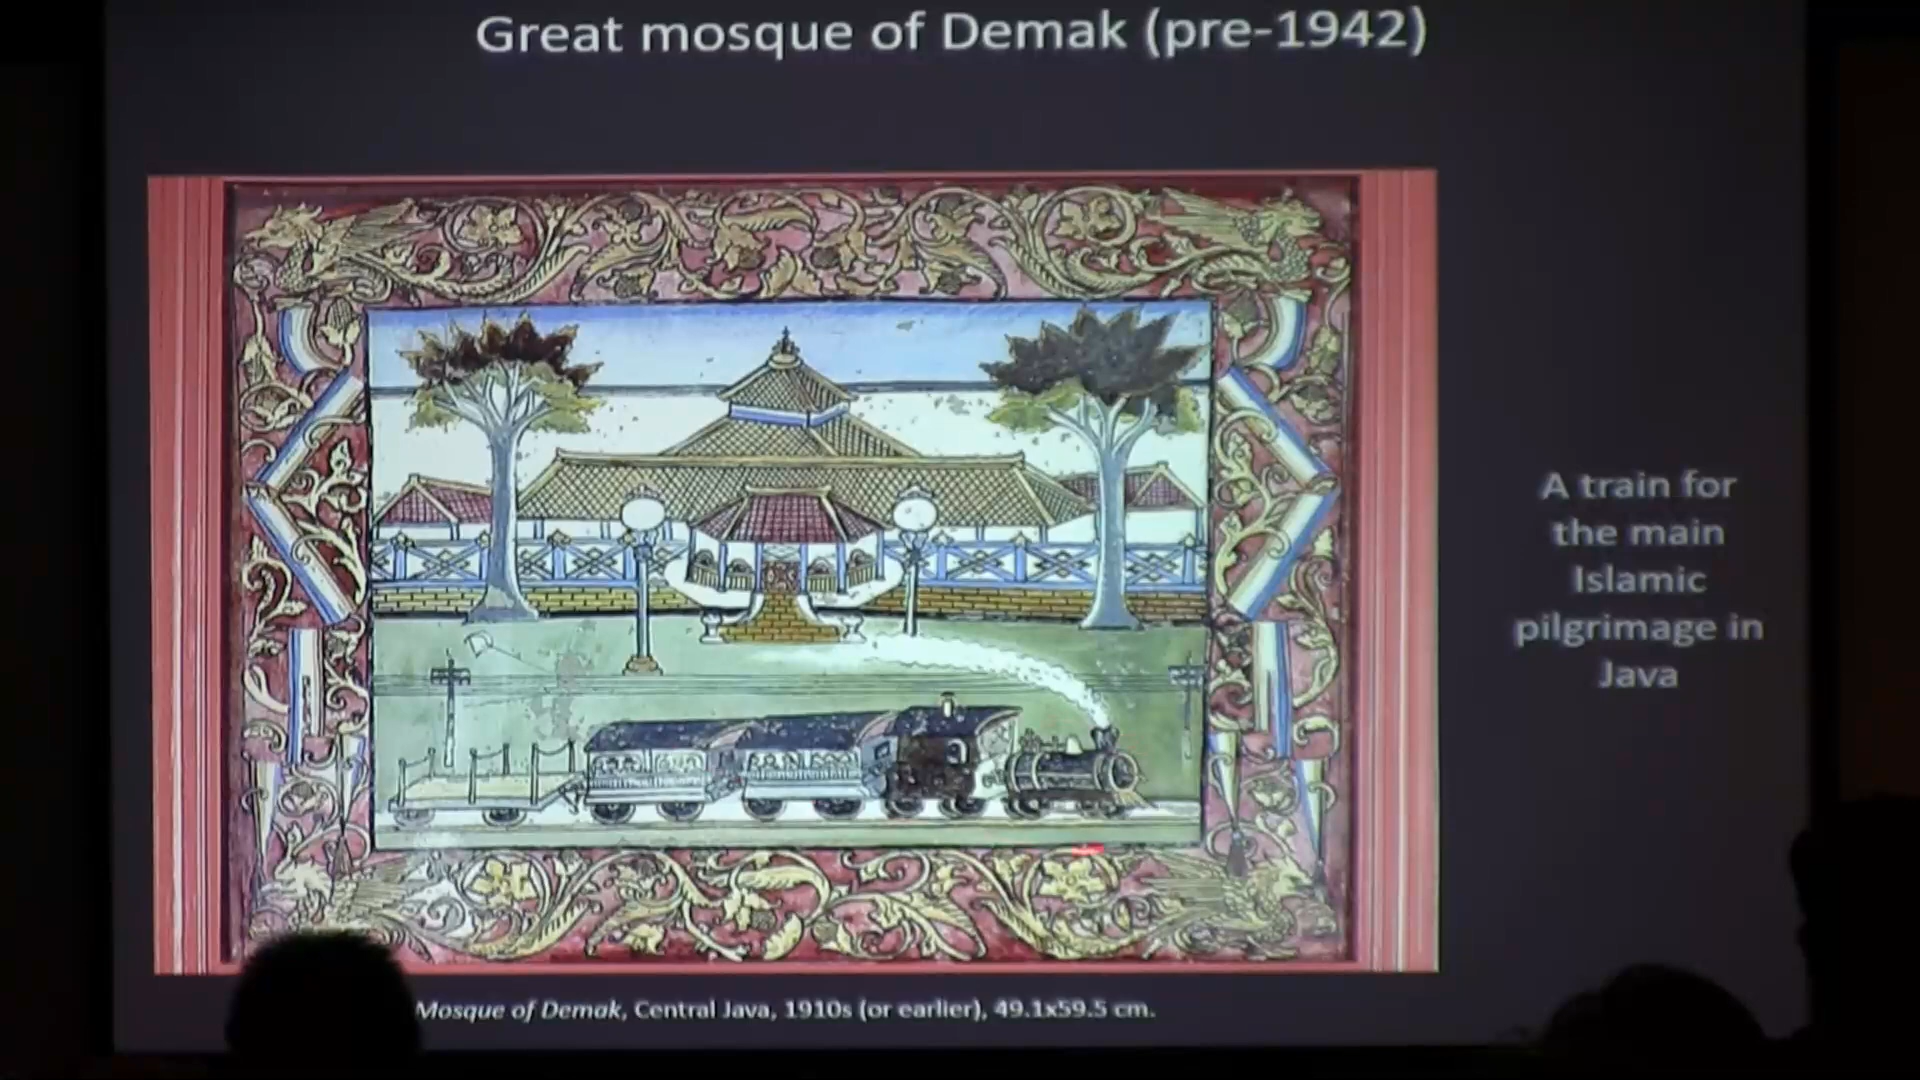 Great mosque of Demak (pre-1942)
A train for
the main
Islamic
pilgrimage in
Java
Mosque of Demak, Central Java, 1910s (or earlier), 49.1x59.5 cm.